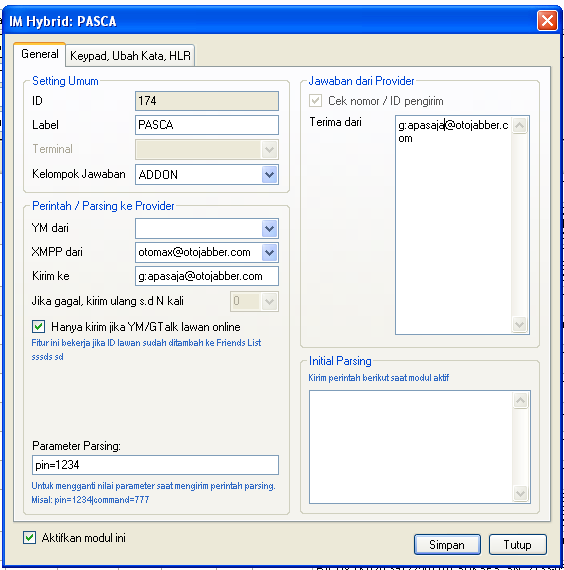 IM Hybrid: PASCA
General
Keypad, Ubah Kata, HLR
Setting Umum
ID
174
Label
PASCA
Terminal
Kelompok Jawaban
ADDON
Perintah / Parsing ke Provider
YM dari
XMPP dari
otomax@otojabber.com
Kirim ke
g:apasaja@otojabber.com
Jika gagal, kirim ulang s.d N kali
0
Hanya kirim jika YM/GTalk lawan online
Fitur ini bekerja jika ID lawan sudah ditambah ke Friends List
sssds sd
Parameter Parsing:
pin=1234
Untuk mengganti nilai parameter saat mengirim perintah parsing.
Misal: pin=1234|command=777
Jawaban dari Provider
Cek nomor / ID pengirim
Terima dari
g:apasaja@otojabber.c
om
Initial Parsing
Kirim perintah berikut saat modul aktif
Aktifkan modul ini
Simpan
Tutup